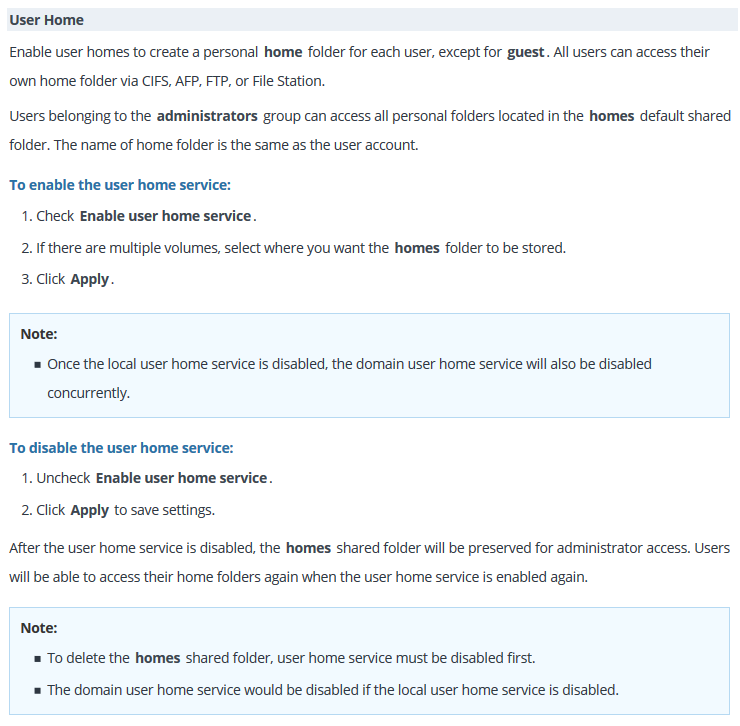 User Home
Enable user homes to create a personal home folder for each user, except for guest. All users can access their
own home folder via CIFS, AFP, FTP, or File Station.
Users belonging to the administrators group can access all personal folders located in the homes default shared
folder. The name of home folder is the same as the user account.
To enable the user home service:
1. Check Enable user home service.
2. If there are multiple volumes, select where you want the homes folder to be stored.
3. Click Apply.
Note:
▪ Once the local user home service is disabled, the domain user home service will also be disabled
concurrently.
To disable the user home service:
1. Uncheck Enable user home service.
2. Click Apply to save settings.
After the user home service is disabled, the homes shared folder will be preserved for administrator access. Users
will be able to access their home folders again when the user home service is enabled again.
Note:
▪ To delete the homes shared folder, user home service must be disabled first.
▪ The domain user home service would be disabled if the local user home service is disabled.